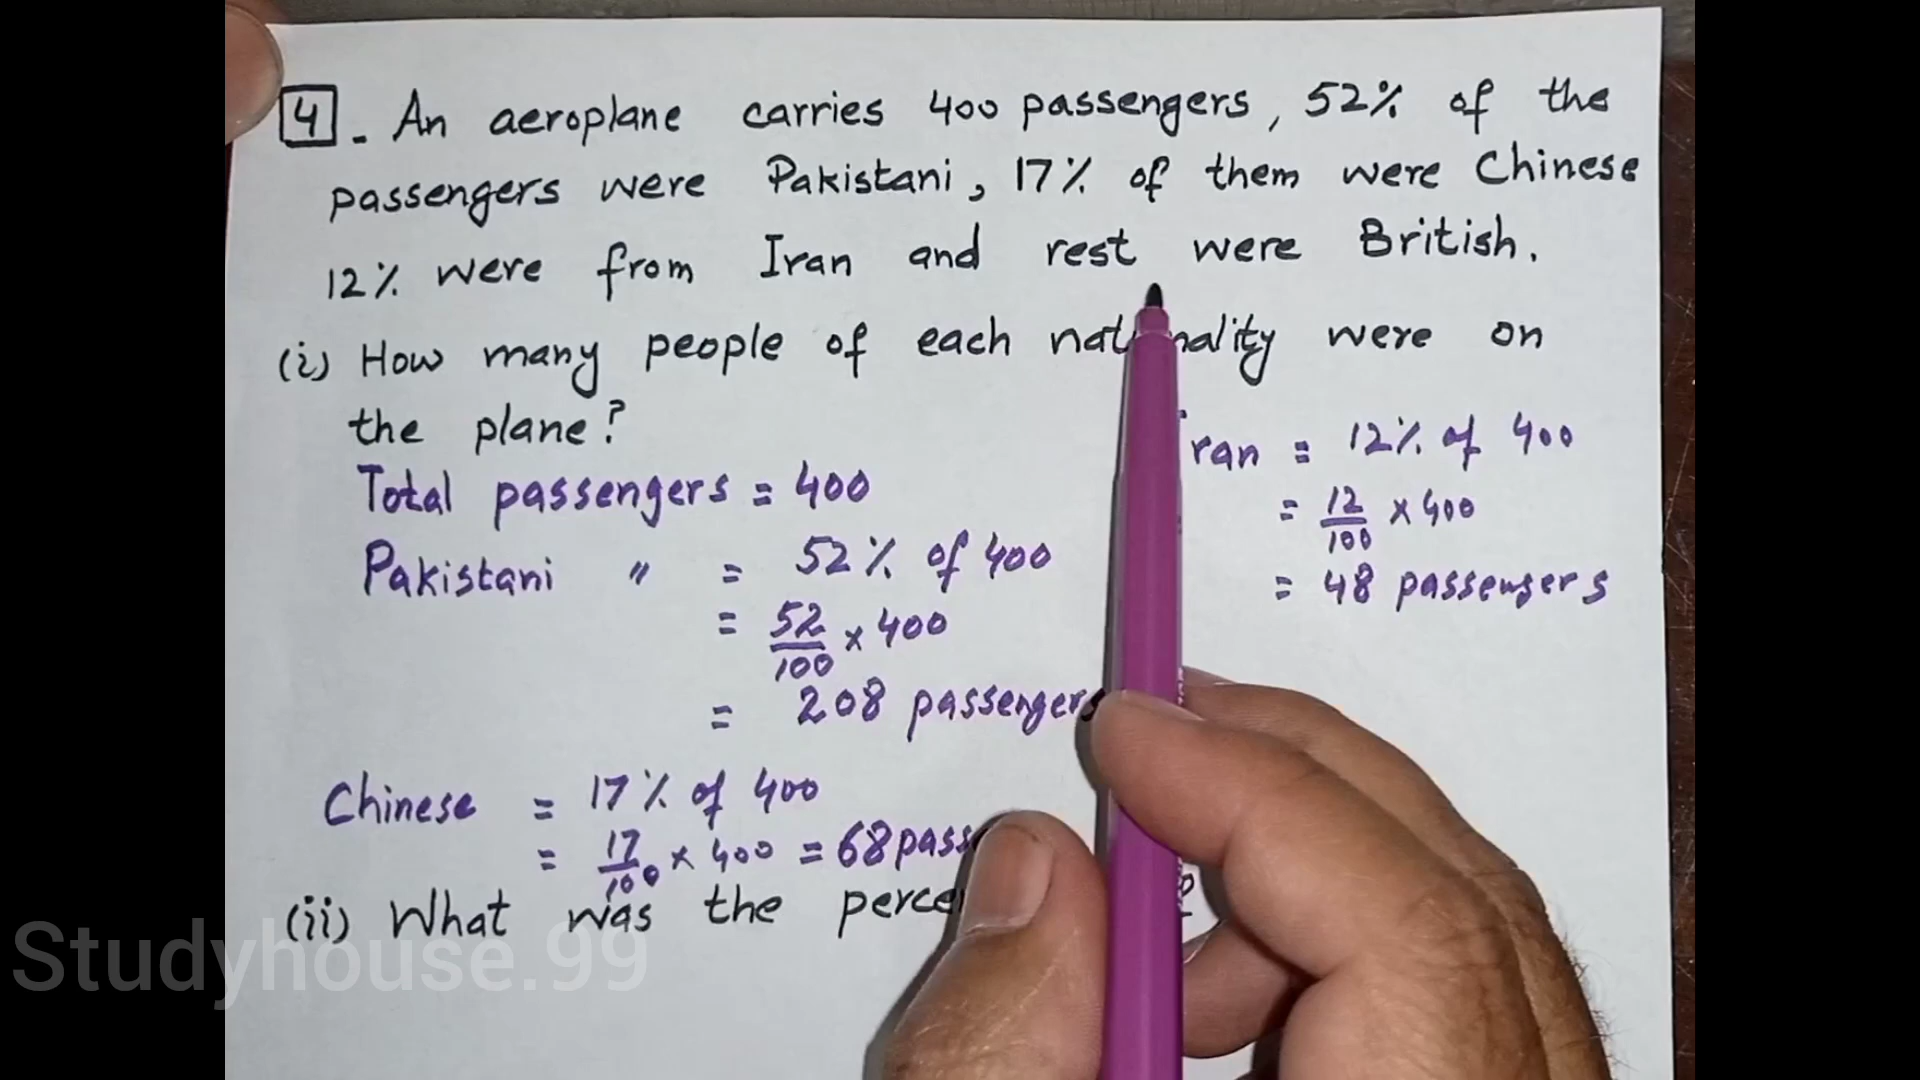 4. An aeroplane carries 400 passengers, 52% of the
passengers were Pakistani, 17% of them were Chinese
12% were from Iran and rest were British.
(i) How many people of each nationality were on
the plane?
Total passengers = 400
Pakistani " = 52% of 400
= 52/100 × 400
= 208 passengers
Chinese = 17% of 400
= 17/100 × 400 = 68 pass
ran = 12% of 400
= 12/100 × 400
= 48 passengers
(ii) What was the perce
Studyhouse.99